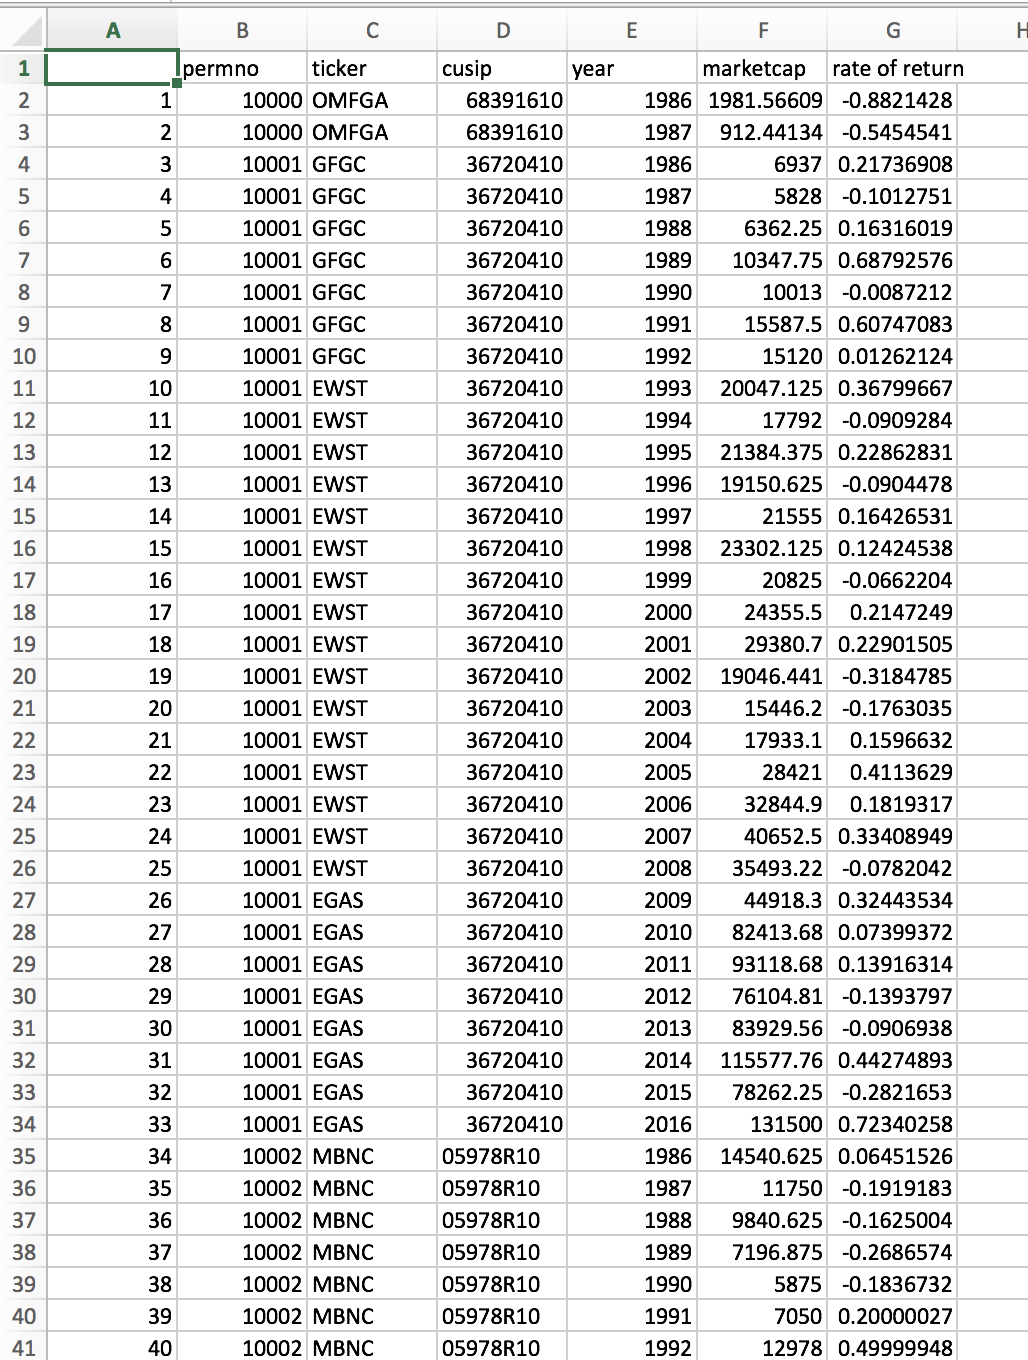 A B C D E F G H
1 permno ticker cusip year marketcap rate of return
2 1 10000 OMFGA 68391610 1986 1981.56609 -0.8821428
3 2 10000 OMFGA 68391610 1987 912.44134 -0.5454541
4 3 10001 GFGC 36720410 1986 6937 0.21736908
5 4 10001 GFGC 36720410 1987 5828 -0.1012751
6 5 10001 GFGC 36720410 1988 6362.25 0.16316019
7 6 10001 GFGC 36720410 1989 10347.75 0.68792576
8 7 10001 GFGC 36720410 1990 10013 -0.0087212
9 8 10001 GFGC 36720410 1991 15587.5 0.60747083
10 9 10001 GFGC 36720410 1992 15120 0.01262124
11 10 10001 EWST 36720410 1993 20047.125 0.36799667
12 11 10001 EWST 36720410 1994 17792 -0.0909284
13 12 10001 EWST 36720410 1995 21384.375 0.22862831
14 13 10001 EWST 36720410 1996 19150.625 -0.0904478
15 14 10001 EWST 36720410 1997 21555 0.16426531
16 15 10001 EWST 36720410 1998 23302.125 0.12424538
17 16 10001 EWST 36720410 1999 20825 -0.0662204
18 17 10001 EWST 36720410 2000 24355.5 0.2147249
19 18 10001 EWST 36720410 2001 29380.7 0.22901505
20 19 10001 EWST 36720410 2002 19046.441 -0.3184785
21 20 10001 EWST 36720410 2003 15446.2 -0.1763035
22 21 10001 EWST 36720410 2004 17933.1 0.1596632
23 22 10001 EWST 36720410 2005 28421 0.4113629
24 23 10001 EWST 36720410 2006 32844.9 0.1819317
25 24 10001 EWST 36720410 2007 40652.5 0.33408949
26 25 10001 EWST 36720410 2008 35493.22 -0.0782042
27 26 10001 EGAS 36720410 2009 44918.3 0.32443534
28 27 10001 EGAS 36720410 2010 82413.68 0.07399372
29 28 10001 EGAS 36720410 2011 93118.68 0.13916314
30 29 10001 EGAS 36720410 2012 76104.81 -0.1393797
31 30 10001 EGAS 36720410 2013 83929.56 -0.0906938
32 31 10001 EGAS 36720410 2014 115577.76 0.44274893
33 32 10001 EGAS 36720410 2015 78262.25 -0.2821653
34 33 10001 EGAS 36720410 2016 131500 0.72340258
35 34 10002 MBNC 05978R10 1986 14540.625 0.06451526
36 35 10002 MBNC 05978R10 1987 11750 -0.1919183
37 36 10002 MBNC 05978R10 1988 9840.625 -0.1625004
38 37 10002 MBNC 05978R10 1989 7196.875 -0.2686574
39 38 10002 MBNC 05978R10 1990 5875 -0.1836732
40 39 10002 MBNC 05978R10 1991 7050 0.20000027
41 40 10002 MBNC 05978R10 1992 12978 0.49999948